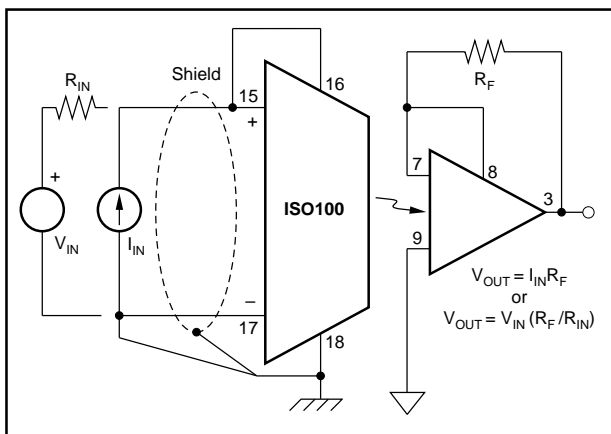 R_IN
Shield
15
16
R_F
+
+
7
8
3
ISO100
V_IN
I_IN
9
–
17
18
V_OUT = I_IN R_F
or
V_OUT = V_IN (R_F /R_IN)